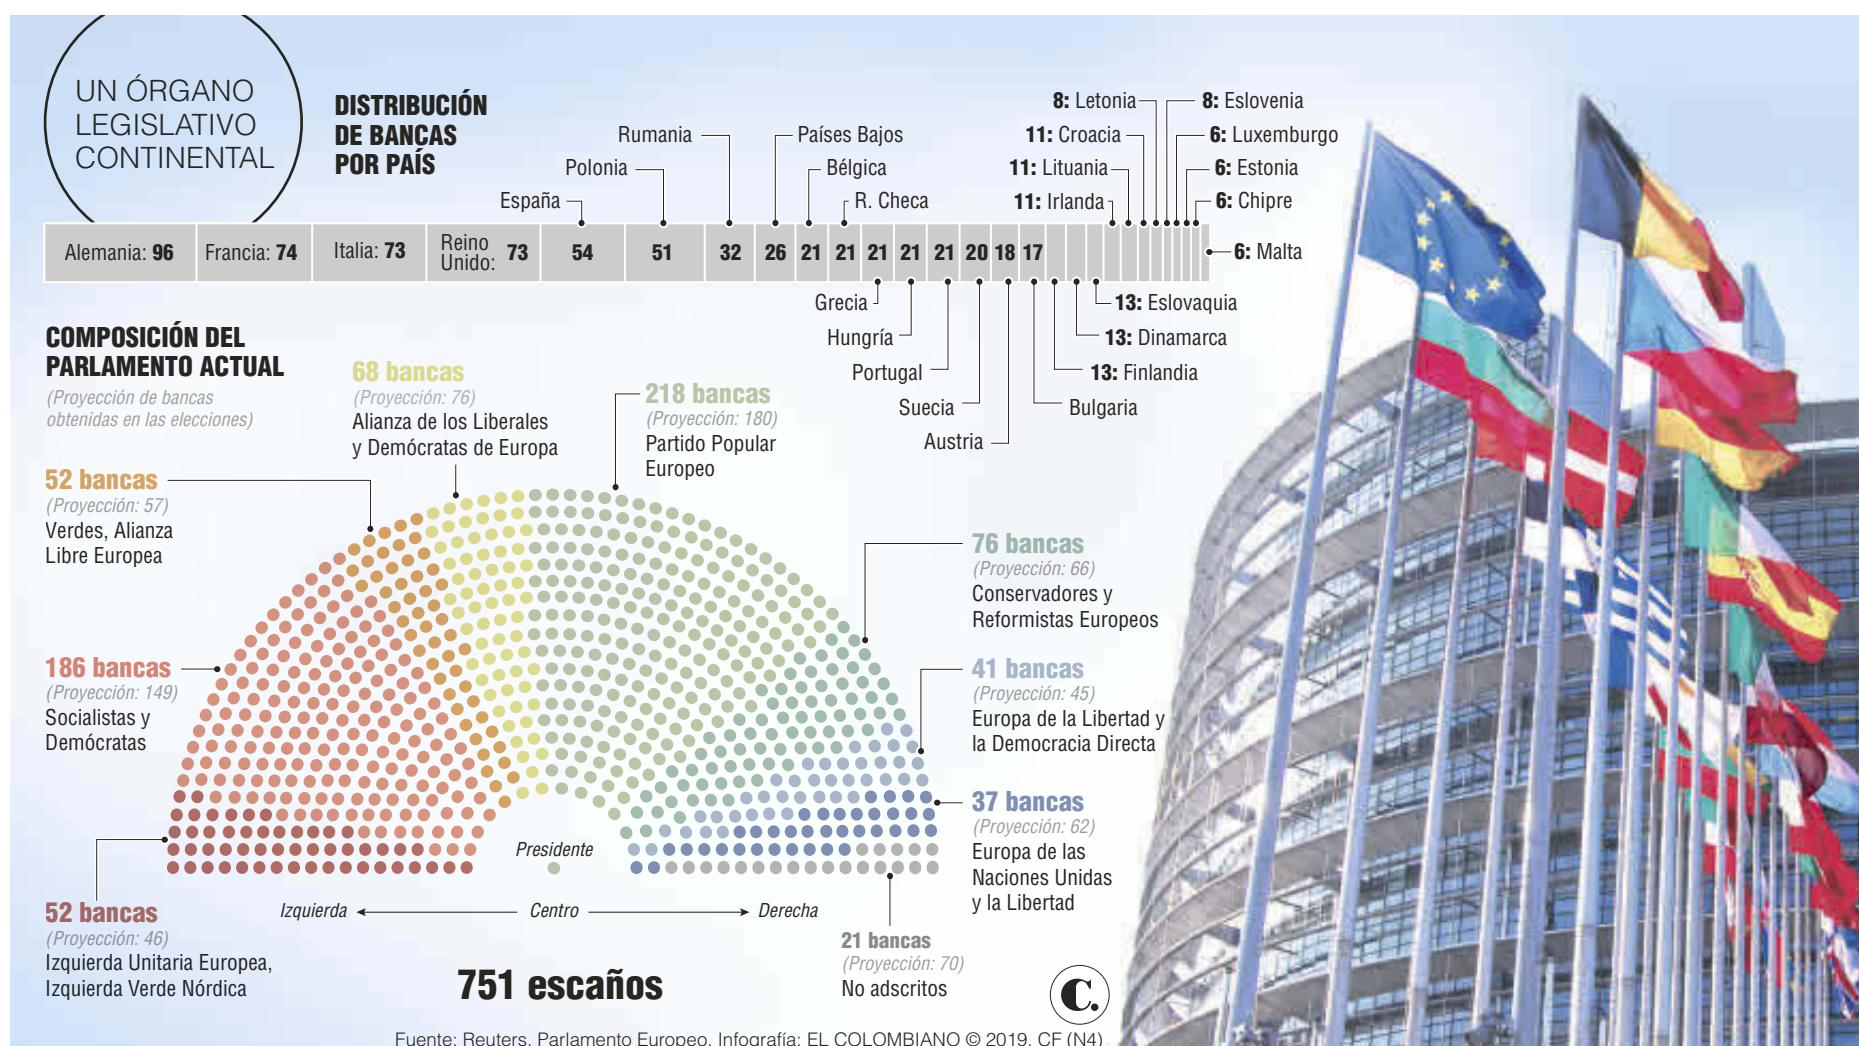 UN ÓRGANO
LEGISLATIVO
CONTINENTAL
DISTRIBUCIÓN
DE BANCAS
POR PAÍS
Alemania: 96
Francia: 74
Italia: 73
Reino
Unido: 73
España
54
Polonia
51
Rumania
32
Países Bajos
26
Bélgica
21
R. Checa
21
21
21
21
20
18
17
Grecia
Hungría
Portugal
Suecia
Austria
Bulgaria
13: Finlandia
13: Dinamarca
13: Eslovaquia
11: Irlanda
11: Lituania
11: Croacia
8: Letonia
8: Eslovenia
6: Luxemburgo
6: Estonia
6: Chipre
6: Malta
COMPOSICIÓN DEL
PARLAMENTO ACTUAL
(Proyección de bancas
obtenidas en las elecciones)
52 bancas
(Proyección: 57)
Verdes, Alianza
Libre Europea
68 bancas
(Proyección: 76)
Alianza de los Liberales
y Demócratas de Europa
218 bancas
(Proyección: 180)
Partido Popular
Europeo
76 bancas
(Proyección: 66)
Conservadores y
Reformistas Europeos
186 bancas
(Proyección: 149)
Socialistas y
Demócratas
41 bancas
(Proyección: 45)
Europa de la Libertad y
la Democracia Directa
37 bancas
(Proyección: 62)
Europa de las
Naciones Unidas
y la Libertad
Presidente
Izquierda
Centro
Derecha
52 bancas
(Proyección: 46)
Izquierda Unitaria Europea,
Izquierda Verde Nórdica
21 bancas
(Proyección: 70)
No adscritos
751 escaños
C.
Fuente: Reuters, Parlamento Europeo. Infografía: EL COLOMBIANO © 2019. CF (N4)